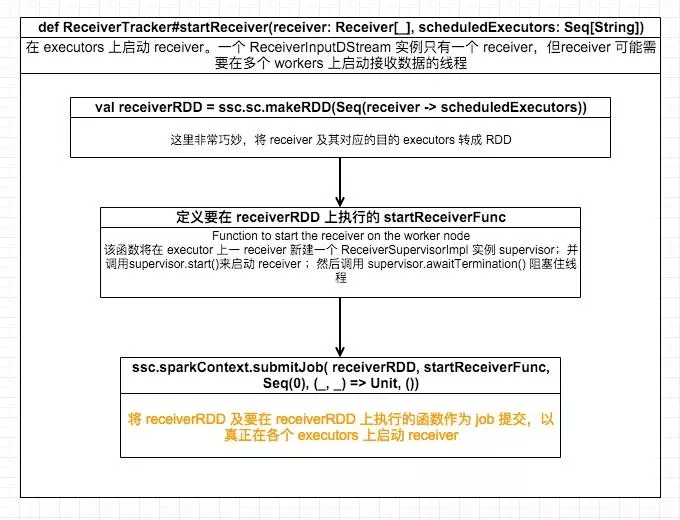 def ReceiverTracker#startReceiver(receiver: Receiver[_], scheduledExecutors: Seq[String])
在 executors 上启动 receiver。一个 ReceiverInputDStream 实例只有一个 receiver，但receiver 可能需
要在多个 workers 上启动接收数据的线程
val receiverRDD = ssc.sc.makeRDD(Seq(receiver -> scheduledExecutors))
这里非常巧妙，将 receiver 及其对应的目的 executors 转成 RDD
定义要在 receiverRDD 上执行的 startReceiverFunc
Function to start the receiver on the worker node
该函数将在 executor 上一 receiver 新建一个 ReceiverSupervisorImpl 实例 supervisor；并
调用supervisor.start()来启动 receiver ；然后调用 supervisor.awaitTermination() 阻塞住线
程
ssc.sparkContext.submitJob( receiverRDD, startReceiverFunc,
Seq(0), (_, _) => Unit, ())
将 receiverRDD 及要在 receiverRDD 上执行的函数作为 job 提交，以
真正在各个 executors 上启动 receiver